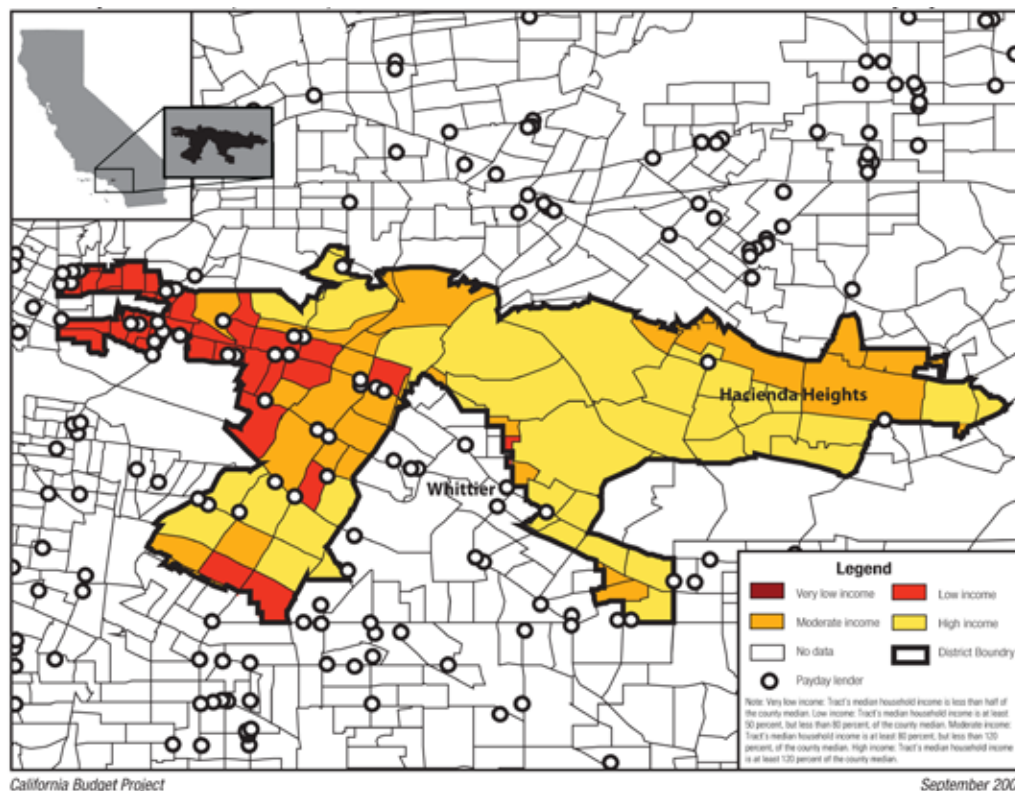 Hacienda Heights
Whittier
Legend
Very low income
Low income
Moderate income
High income
No data
District Boundry
Payday lender
Note: Very low income: Tract's median household income is less than half of
the county median. Low income: Tract's median household income is at least
50 percent, but less than 80 percent, of the county median. Moderate income:
Tract's median household income is at least 80 percent, but less than 120
percent, of the county median. High income: Tract's median household income
is at least 120 percent of the county median.
California Budget Project
September 200